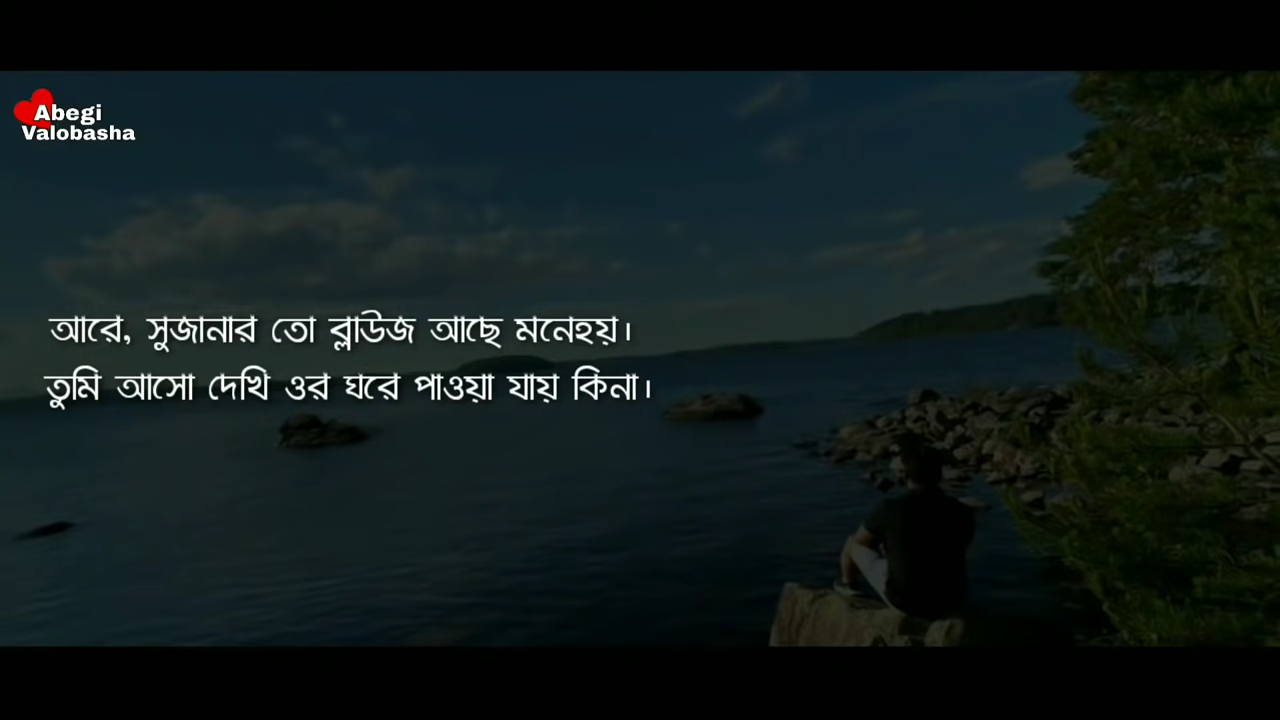 Abegi
Valobasha
আরে, সুজানার তো ব্লাউজ আছে মনেহয়।
তুমি আসো দেখি ওর ঘরে পাওয়া যায় কিনা।